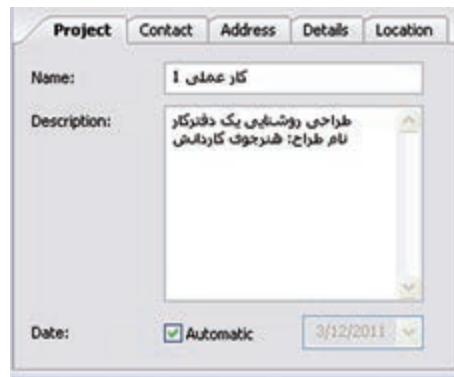 Project Contact Address Details Location
Name: کار عملی 1
Description: طراحی روشنایی یک دفترکار
نام طراح: هنرجوی کاردانش
Date: Automatic 3/12/2011